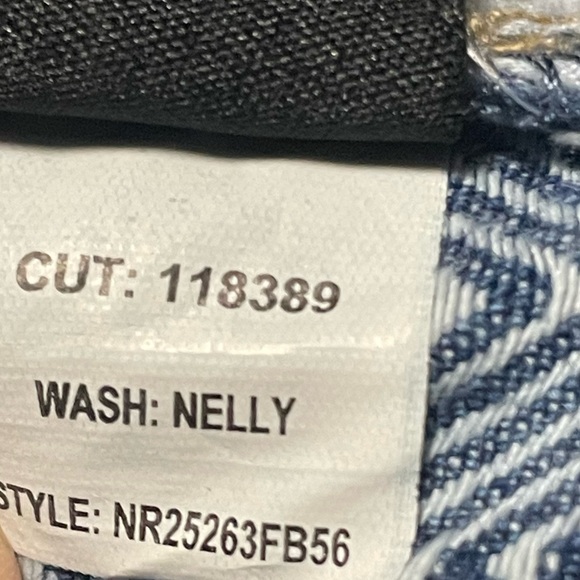 CUT: 118389
WASH: NELLY
STYLE: NR25263FB56